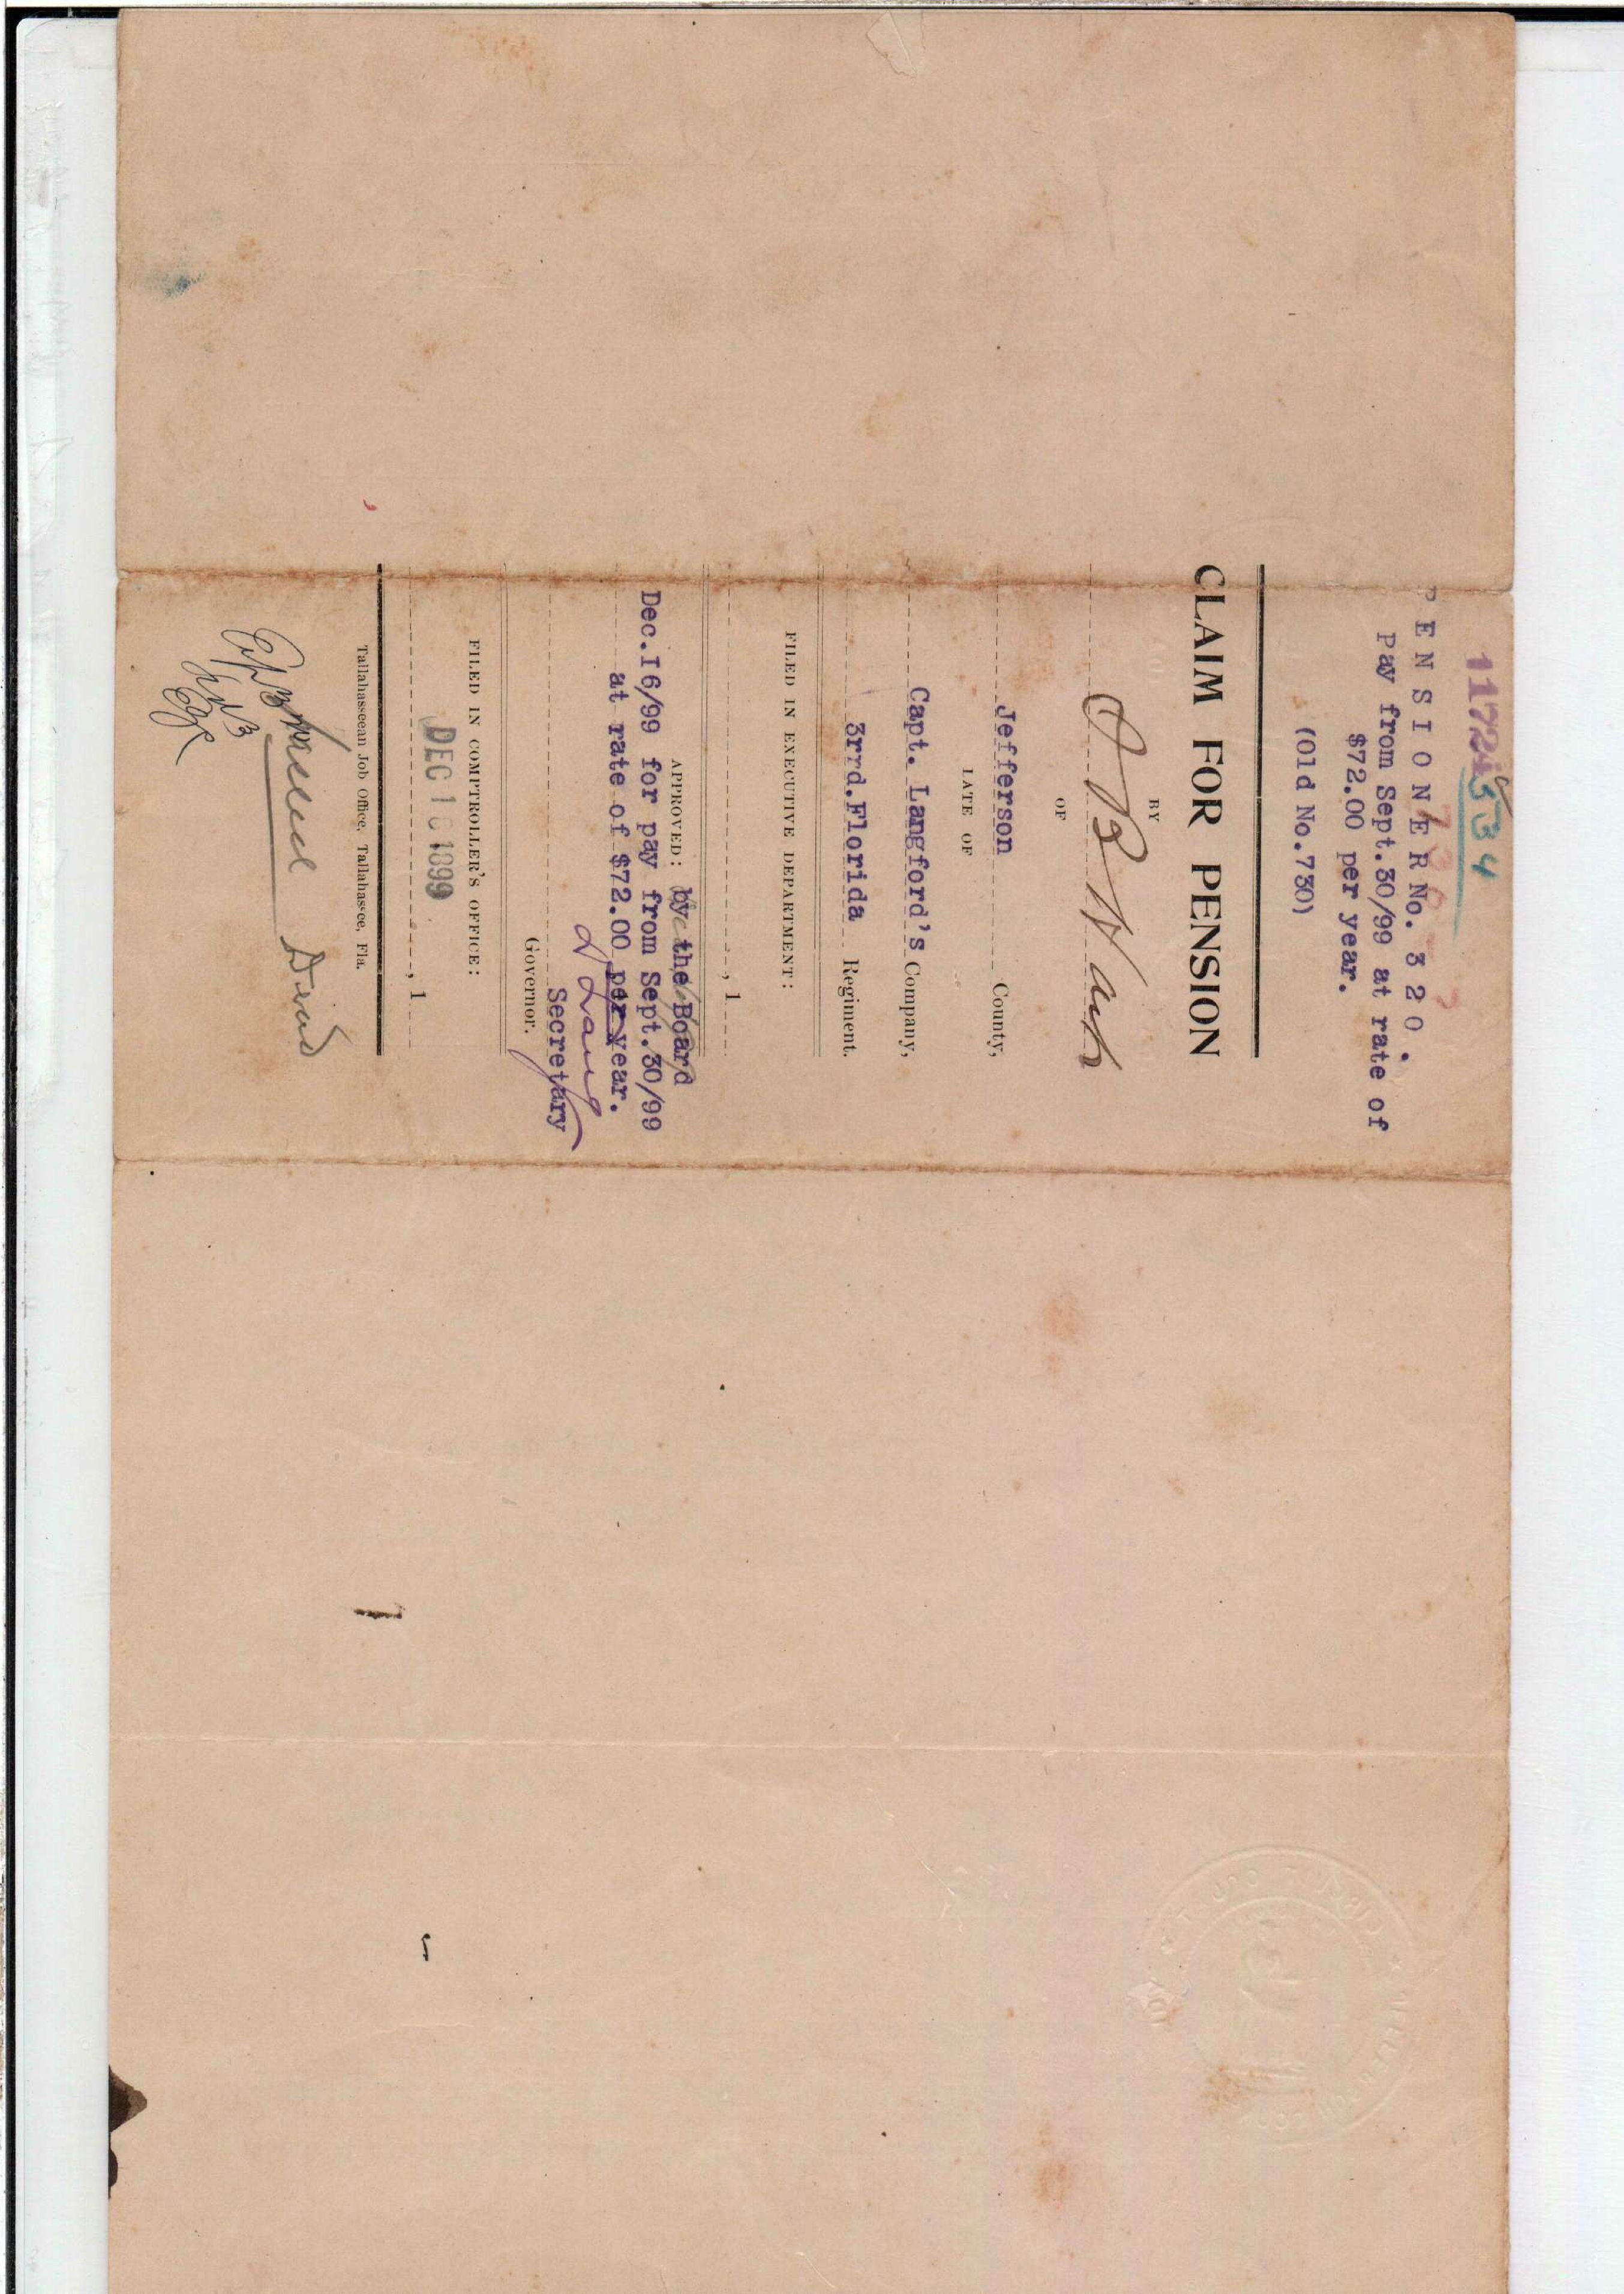 PENSIONER No. 320.
Pay from Sept.30/99 at rate of
$72.00 per year.
(Old No.730)
CLAIM FOR PENSION
BY
OF
Jefferson County,
LATE OF
Capt. Langford's Company,
3rrd.Florida Regiment.
FILED IN EXECUTIVE DEPARTMENT:
, 1
APPROVED: by the Board
Dec.I6/99 for pay from Sept.30/99
at rate of $72.00 per year.
Secretary
Governor.
FILED IN COMPTROLLER'S OFFICE:
DEC 16 1899
, 1
Tallahasseean Job Office, Tallahassee, Fla.